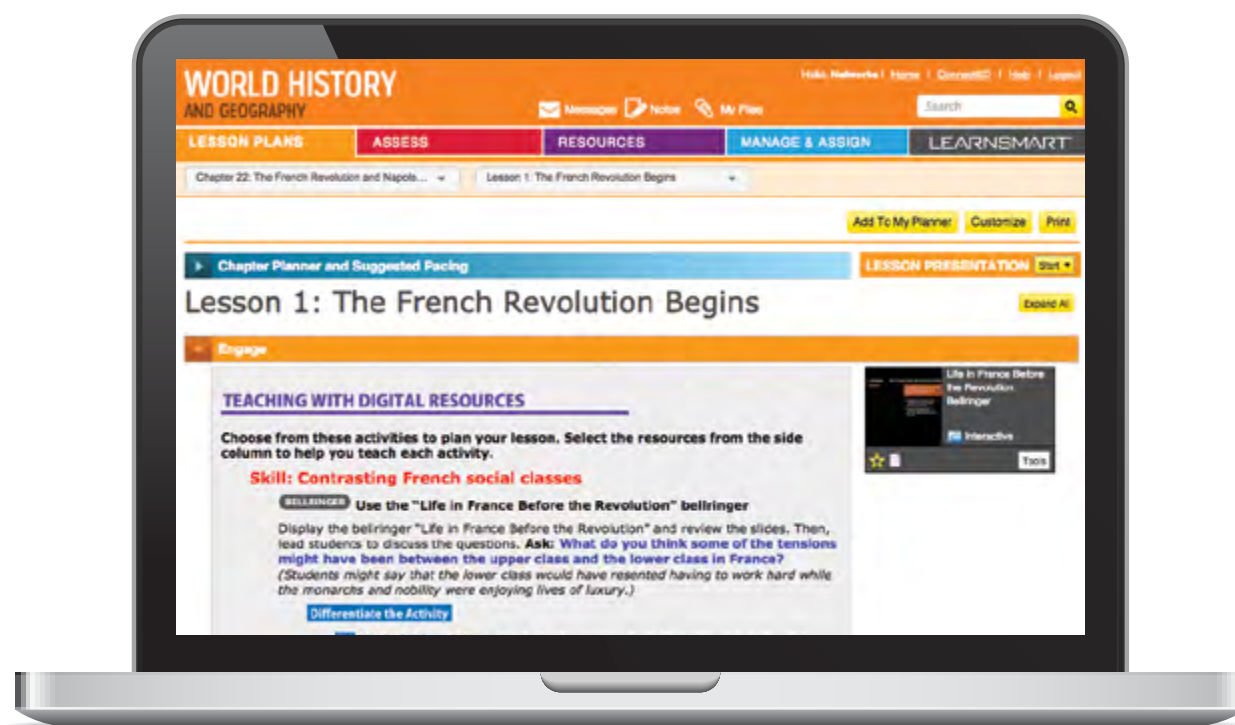 WORLD HISTORY
AND GEOGRAPHY
Hello, Networks! | Home | ConnectED | Help | Logout
Messages Notes My Files
Search
LESSON PLANS ASSESS RESOURCES MANAGE & ASSIGN LEARNSMART
Chapter 22: The French Revolution and Napole... Lesson 1: The French Revolution Begins
Add To My Planner Customize Print
Chapter Planner and Suggested Pacing LESSON PRESENTATION Start
Lesson 1: The French Revolution Begins Expand All
Engage
TEACHING WITH DIGITAL RESOURCES
Choose from these activities to plan your lesson. Select the resources from the side
column to help you teach each activity.
Skill: Contrasting French social classes
BELLRINGER Use the "Life in France Before the Revolution" bellringer
Display the bellringer "Life in France Before the Revolution" and review the slides. Then,
lead students to discuss the questions. Ask: What do you think some of the tensions
might have been between the upper class and the lower class in France?
(Students might say that the lower class would have resented having to work hard while
the monarchs and nobility were enjoying lives of luxury.)
Differentiate the Activity
Life in France Before
the Revolution
Bellringer
Interactive
Tools